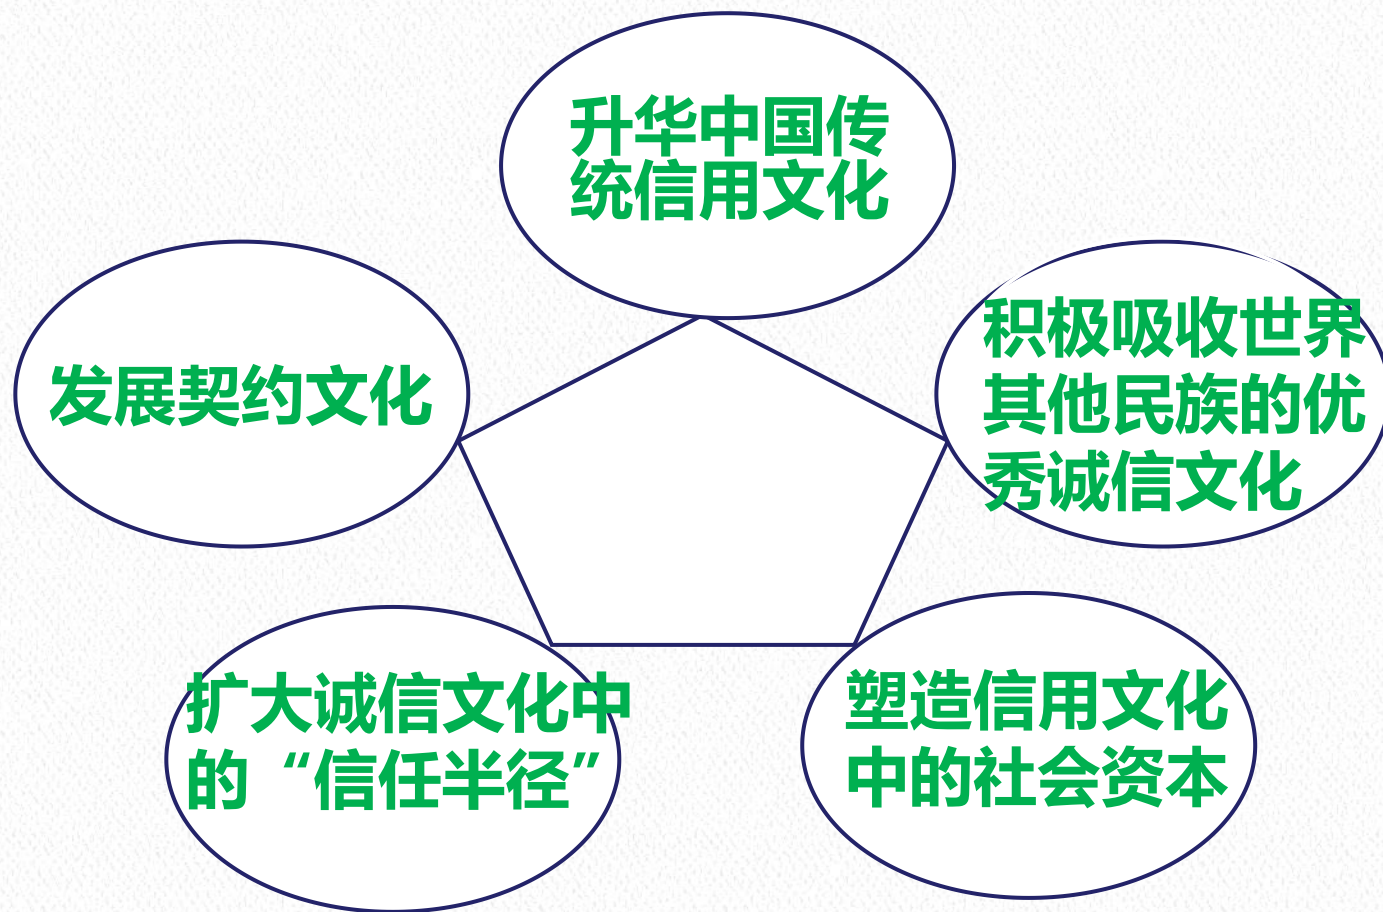 升华中国传
统信用文化
发展契约文化
积极吸收世界
其他民族的优
秀诚信文化
扩大诚信文化中
的“信任半径”
塑造信用文化
中的社会资本